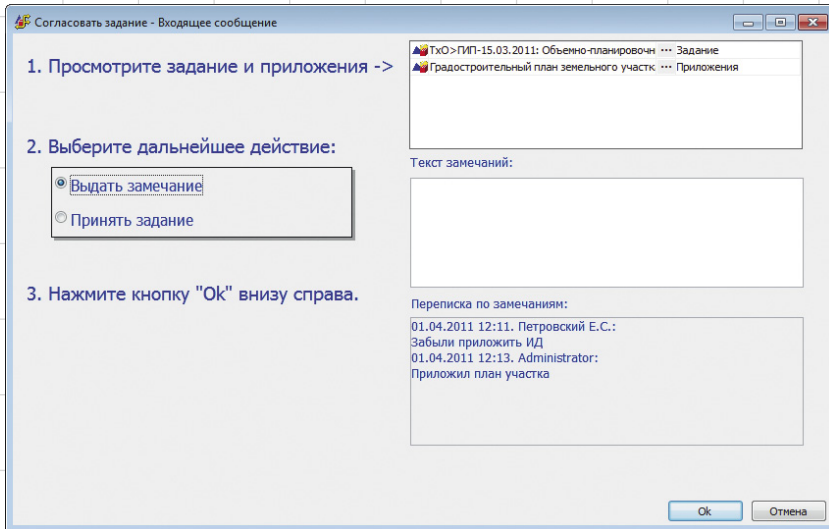 Согласовать задание - Входящее сообщение
1. Просмотрите задание и приложения ->
ТхО>ГИП-15.03.2011: Объемно-планировочн ... Задание
Градостроительный план земельного участк ... Приложения
2. Выберите дальнейшее действие:
Выдать замечание
Принять задание
3. Нажмите кнопку "Ok" внизу справа.
Текст замечаний:
Переписка по замечаниям:
01.04.2011 12:11. Петровский Е.С.:
Забыли приложить ИД
01.04.2011 12:13. Administrator:
Приложил план участка
Ok
Отмена